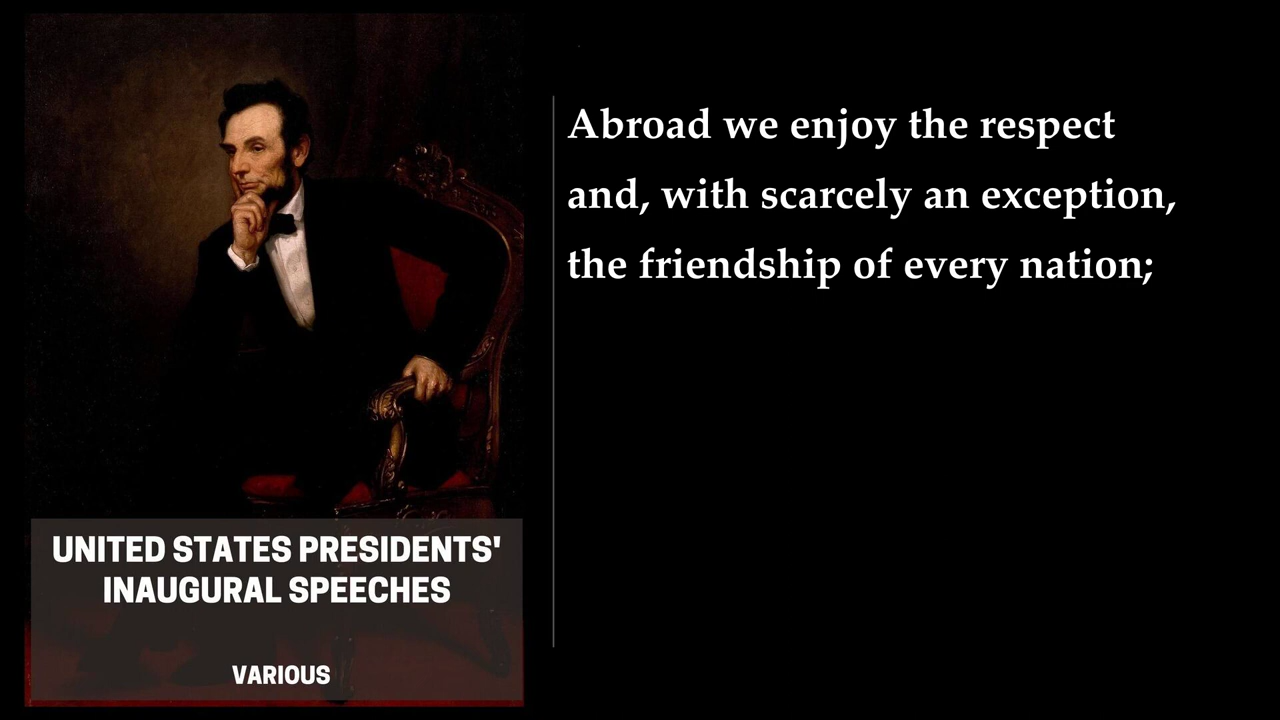 Abroad we enjoy the respect
and, with scarcely an exception,
the friendship of every nation;
UNITED STATES PRESIDENTS'
INAUGURAL SPEECHES
VARIOUS